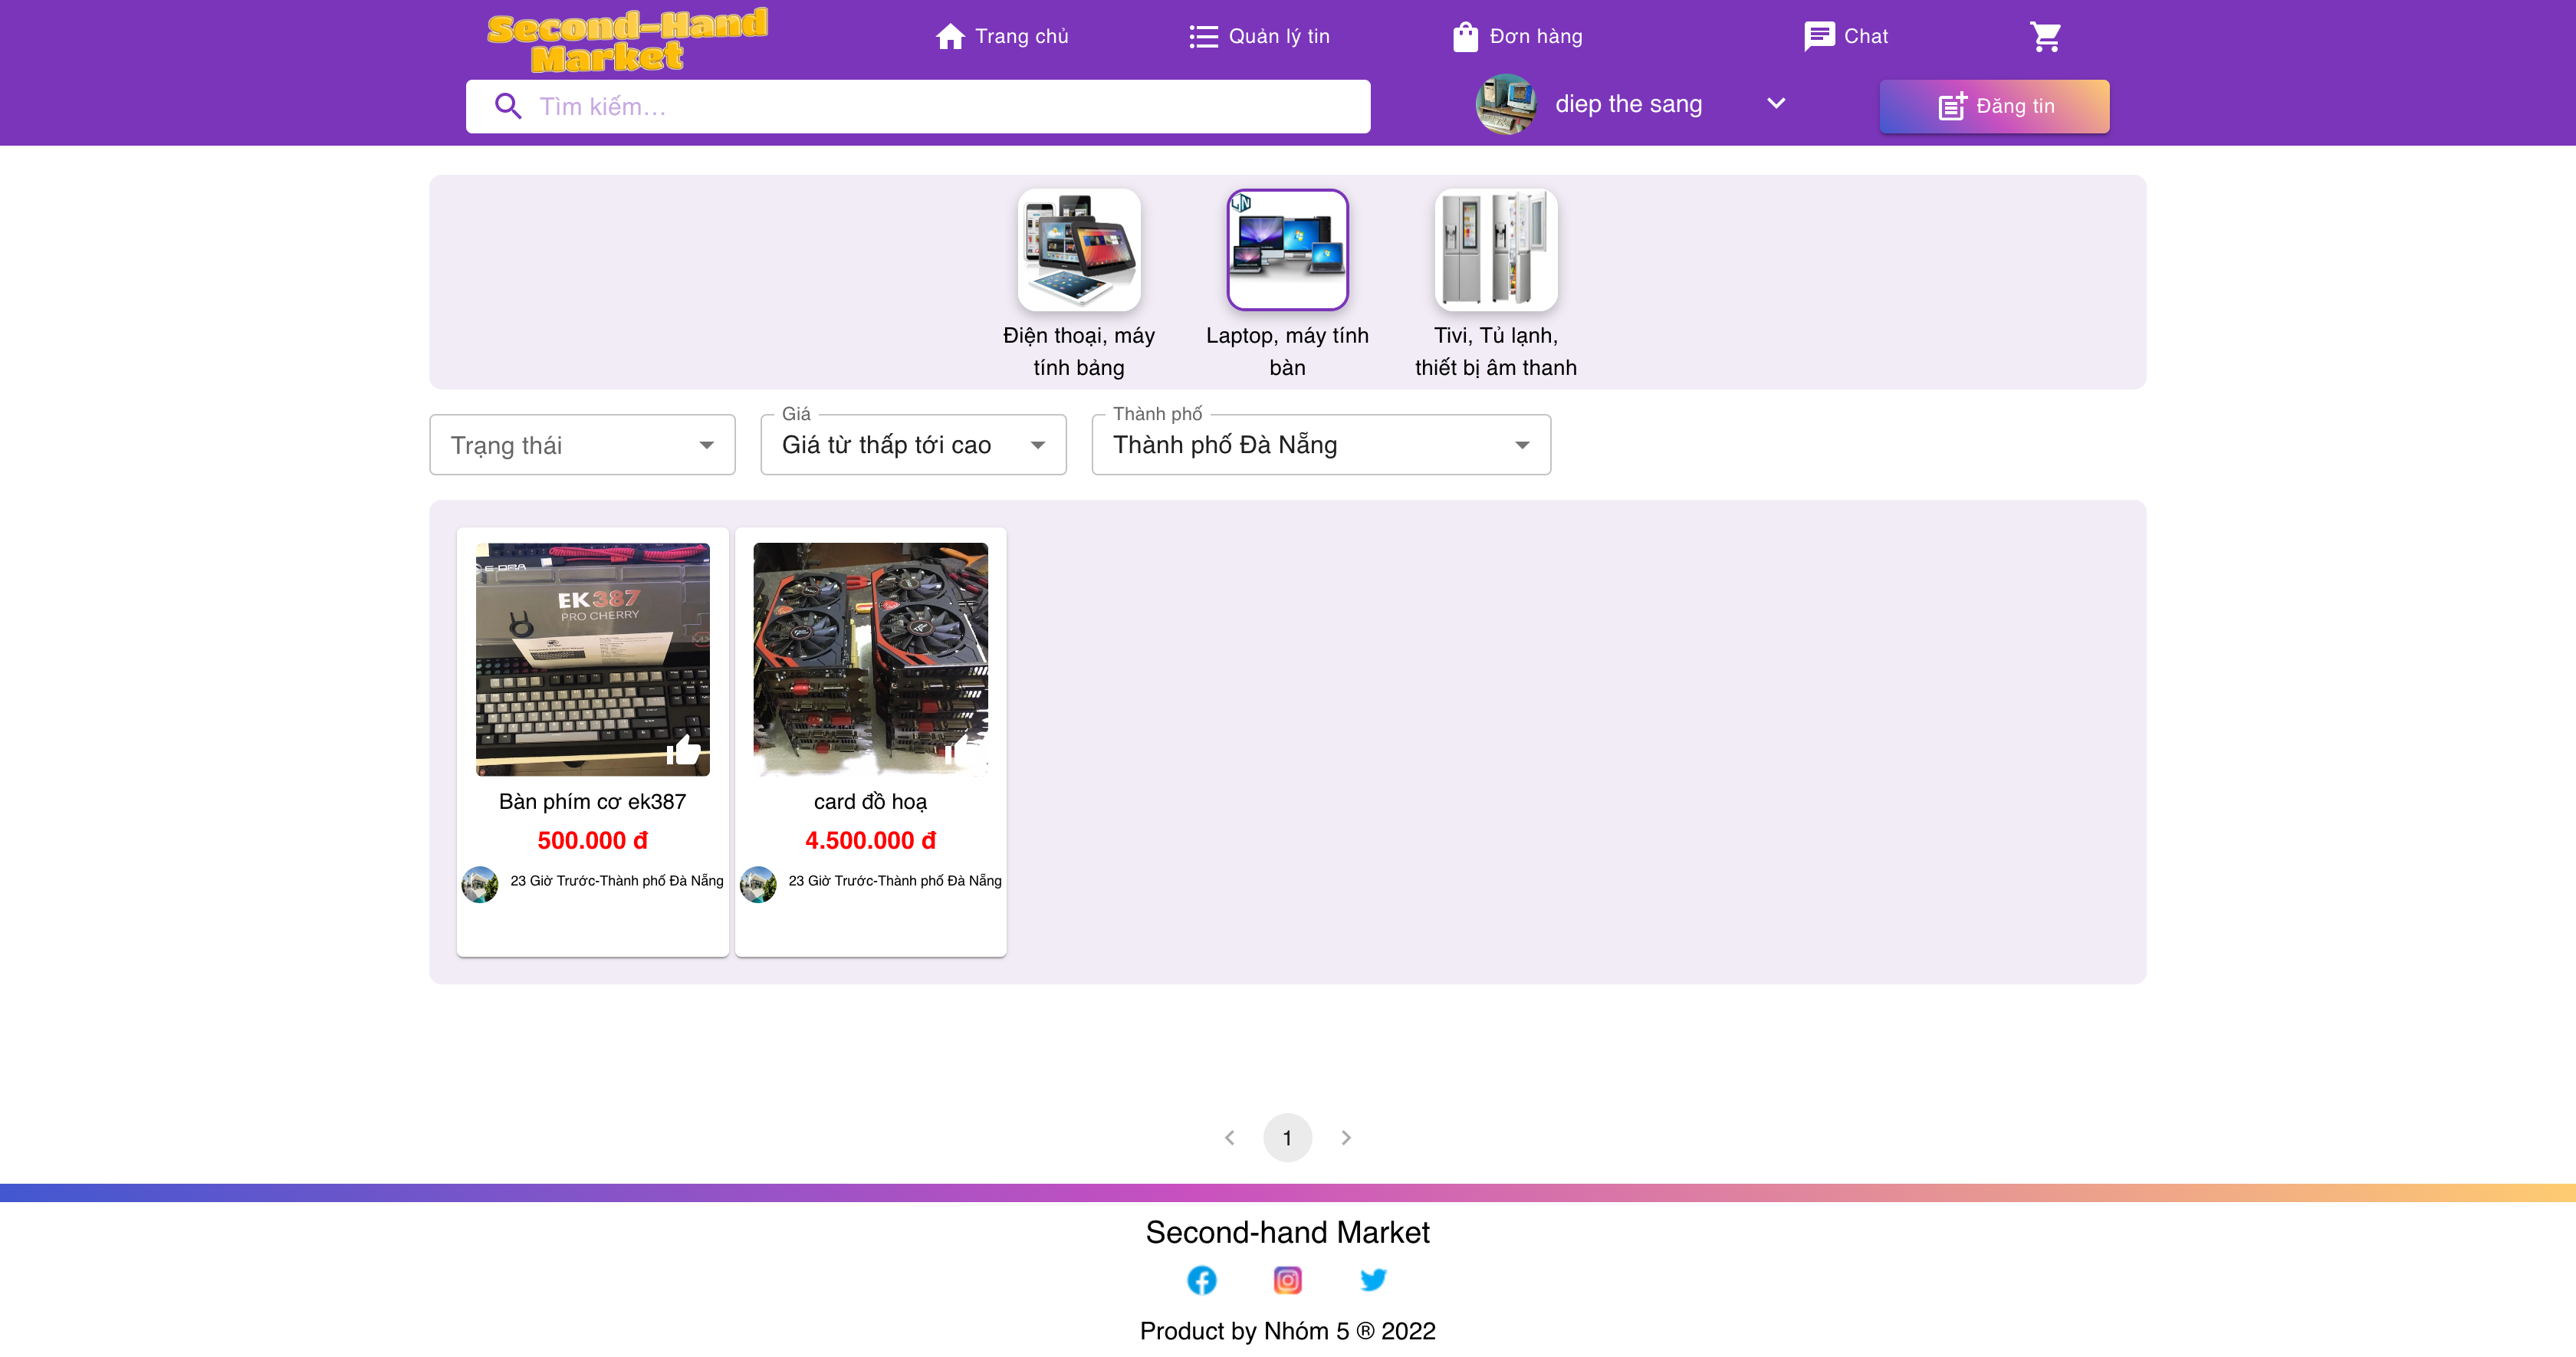 Second-Hand
Market
Trang chủ
Quản lý tin
Đơn hàng
Chat
Tìm kiếm...
diep the sang
Đăng tin
Điện thoại, máy
tính bảng
Laptop, máy tính
bàn
Tivi, Tủ lạnh,
thiết bị âm thanh
Trạng thái
Giá
Giá từ thấp tới cao
Thành phố
Thành phố Đà Nẵng
E-DRA
EK387
PRO CHERRY
Bàn phím cơ ek387
500.000 đ
23 Giờ Trước-Thành phố Đà Nẵng
card đồ hoạ
4.500.000 đ
23 Giờ Trước-Thành phố Đà Nẵng
1
Second-hand Market
Product by Nhóm 5 ® 2022